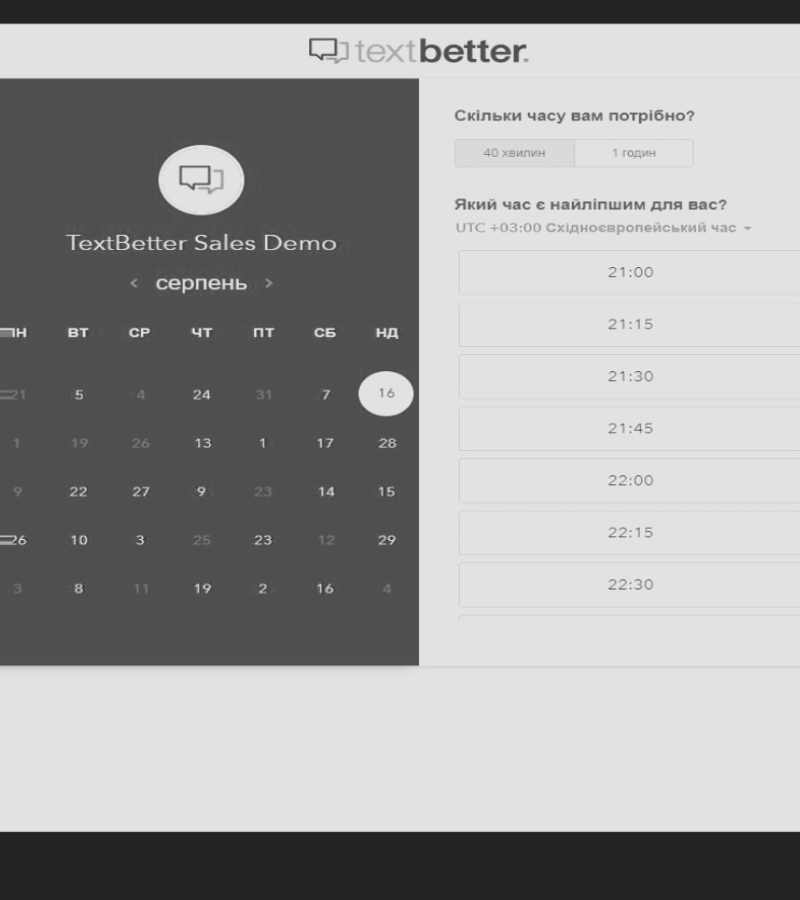 textbetter.
TextBetter Sales Demo
‹ серпень ›
ПН ВТ СР ЧТ ПТ СБ НД
21 5 4 24 31 7 16
1 19 26 13 1 17 28
9 22 27 9 23 14 15
26 10 3 25 23 12 29
3 8 11 19 2 16 4
Скільки часу вам потрібно?
40 хвилин 1 годин
Який час є найліпшим для вас?
UTC +03:00 Східноєвропейський час
21:00
21:15
21:30
21:45
22:00
22:15
22:30